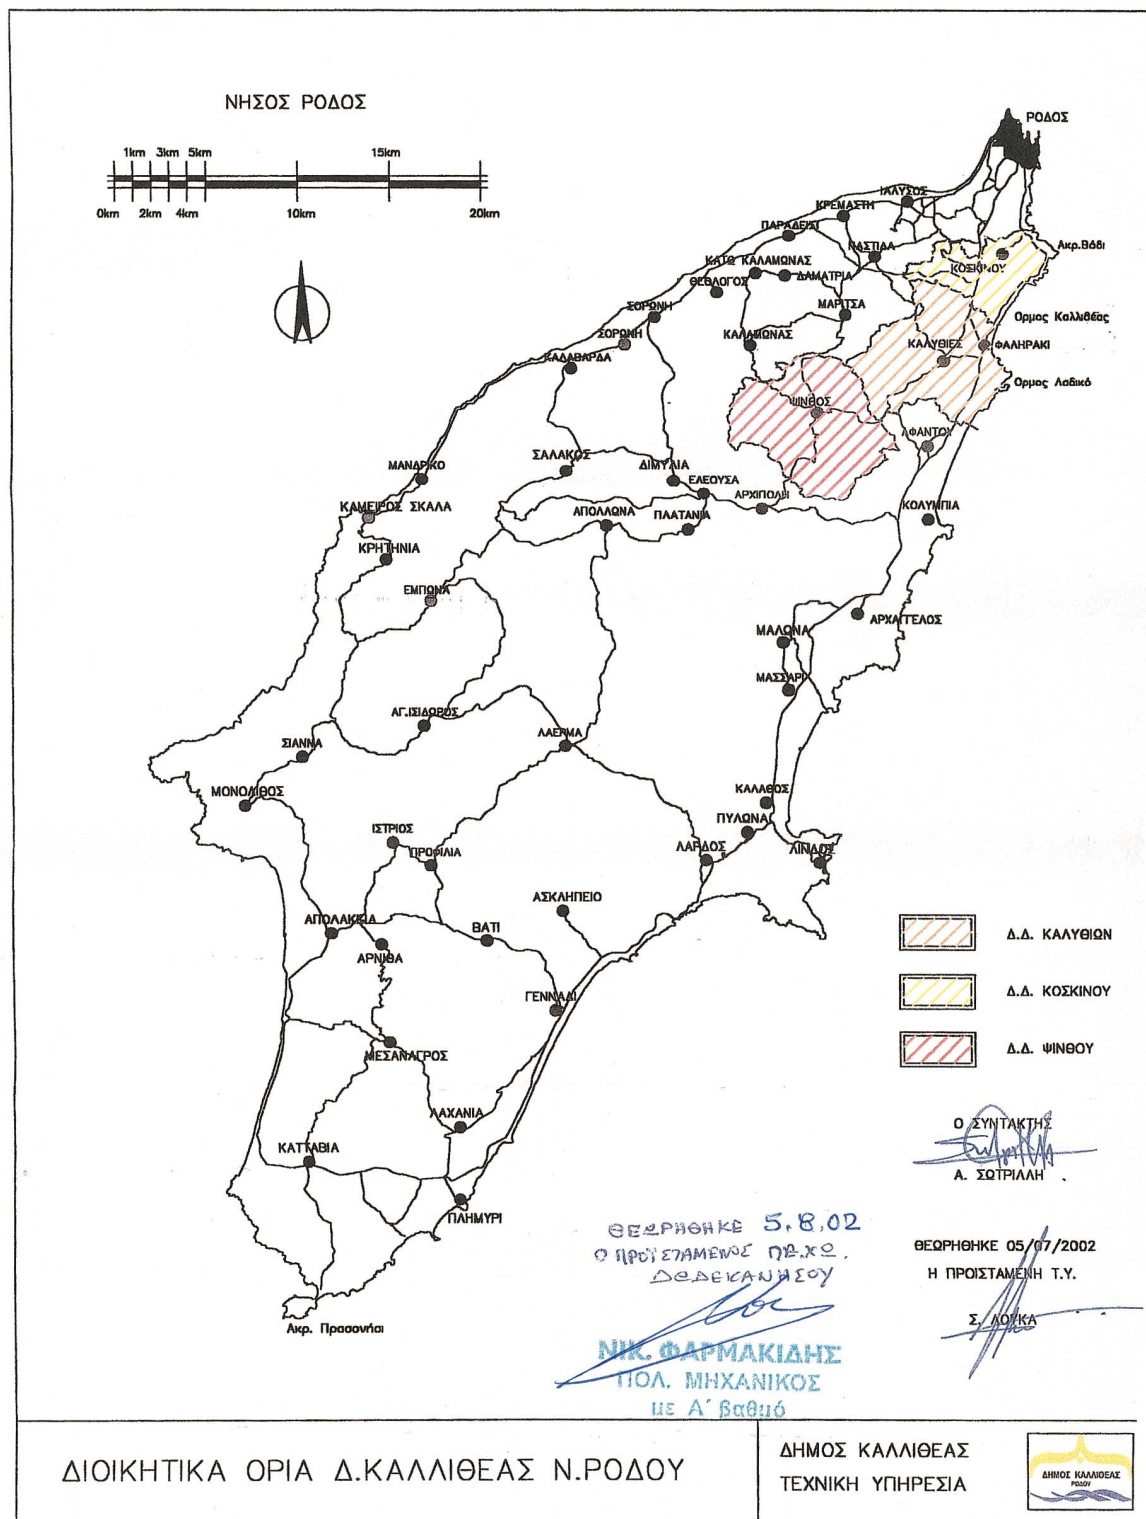 ΝΗΣΟΣ ΡΟΔΟΣ
1km 3km 5km 15km
0km 2km 4km 10km 20km
ΡΟΔΟΣ
ΙΑΛΥΣΟΣ
ΚΡΕΜΑΣΤΗ
ΠΑΡΑΔΕΙΣΙ
Ακρ.Βόδι
ΠΑΣΤΙΔΑ
ΚΟΣΚΙΝΟΥ
ΚΑΤΩ ΚΑΛΑΜΩΝΑΣ
ΔΑΜΑΤΡΙΑ
ΘΕΟΛΟΓΟΣ
ΜΑΡΙΤΣΑ
ΣΟΡΩΝΗ
Ορμος Καλλιθέας
ΣΟΡΩΝΗ
ΚΑΛΑΜΩΝΑΣ
ΚΑΛΥΘΙΕΣ
ΦΑΛΗΡΑΚΙ
ΚΑΛΑΒΑΡΔΑ
Ορμος Λαδικό
ΨΙΝΘΟΣ
ΑΦΑΝΤΟΥ
ΜΑΝΔΡΙΚΟ
ΣΑΛΑΚΟΣ
ΔΙΜΥΛΙΑ
ΕΛΕΟΥΣΑ
ΑΡΧΙΠΟΛΗ
ΚΟΛΥΜΠΙΑ
ΚΑΜΕΙΡΟΣ ΣΚΑΛΑ
ΑΠΟΛΛΩΝΑ
ΠΛΑΤΑΝΙΑ
ΚΡΗΤΗΝΙΑ
ΕΜΠΩΝΑ
ΑΡΧΑΓΓΕΛΟΣ
ΜΑΛΩΝΑ
ΜΑΣΣΑΡΙ
ΑΓ.ΙΣΙΔΩΡΟΣ
ΛΑΕΡΜΑ
ΣΙΑΝΝΑ
ΜΟΝΟΛΙΘΟΣ
ΚΑΛΑΘΟΣ
ΠΥΛΩΝΑ
ΙΣΤΡΙΟΣ
ΠΡΟΦΙΛΙΑ
ΛΑΡΔΟΣ
ΛΙΝΔΟΣ
ΑΣΚΛΗΠΕΙΟ
ΑΠΟΛΑΚΚΙΑ
ΒΑΤΙ
ΑΡΝΙΘΑ
ΓΕΝΝΑΔΙ
ΜΕΣΑΝΑΓΡΟΣ
ΛΑΧΑΝΙΑ
ΚΑΤΤΑΒΙΑ
ΠΛΗΜΥΡΙ
Ακρ. Πρασονήσι
Δ.Δ. ΚΑΛΥΘΙΩΝ
Δ.Δ. ΚΟΣΚΙΝΟΥ
Δ.Δ. ΨΙΝΘΟΥ
Ο ΣΥΝΤΑΚΤΗΣ
Α. ΣΩΤΡΙΛΛΗ
ΘΕΩΡΗΘΗΚΕ 05/07/2002
Η ΠΡΟΙΣΤΑΜΕΝΗ Τ.Υ.
Σ. ΛΟΥΚΑ
ΘΕΩΡΗΘΗΚΕ 5.8.02
Ο ΠΡΟΪΣΤΑΜΕΝΟΣ ΠΕ.ΧΩ.
ΔΩΔΕΚΑΝΗΣΟΥ
ΝΙΚ. ΦΑΡΜΑΚΙΔΗΣ
ΠΟΛ. ΜΗΧΑΝΙΚΟΣ
με Α΄ βαθμό
ΔΙΟΙΚΗΤΙΚΑ ΟΡΙΑ Δ.ΚΑΛΛΙΘΕΑΣ Ν.ΡΟΔΟΥ
ΔΗΜΟΣ ΚΑΛΛΙΘΕΑΣ
ΤΕΧΝΙΚΗ ΥΠΗΡΕΣΙΑ
ΔΗΜΟΣ ΚΑΛΛΙΘΕΑΣ
ΡΟΔΟΥ